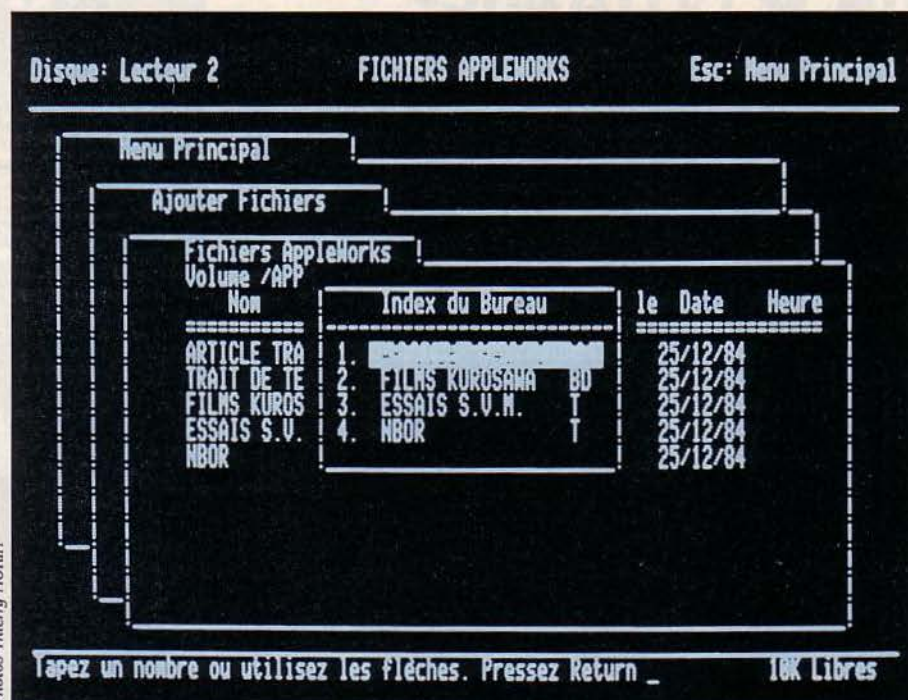 Disque: Lecteur 2 FICHIERS APPLEWORKS Esc: Menu Principal
Menu Principal
Ajouter Fichiers
Fichiers AppleWorks
Volume /APP
Nom Index du Bureau le Date Heure
ARTICLE TRA 1. 25/12/84
TRAIT DE TE 2. FILMS KUROSAWA BD 25/12/84
FILMS KUROS 3. ESSAIS S.V.M. T 25/12/84
ESSAIS S.V. 4. NBOR T 25/12/84
NBOR 25/12/84
Tapez un nombre ou utilisez les flèches. Pressez Return _ 10K Libres